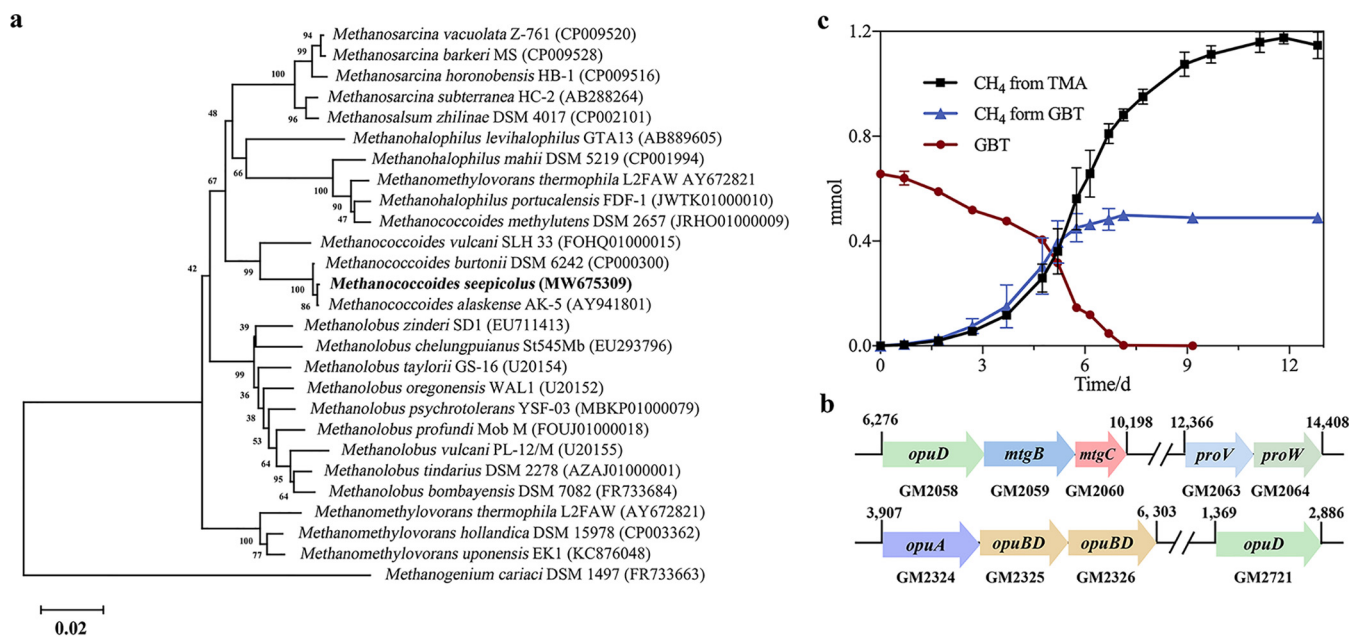 a
Methanosarcina vacuolata Z-761 (CP009520)
Methanosarcina barkeri MS (CP009528)
Methanosarcina horonobensis HB-1 (CP009516)
Methanosarcina subterranea HC-2 (AB288264)
Methanosalsum zhilinae DSM 4017 (CP002101)
Methanohalophilus levihalophilus GTA13 (AB889605)
Methanohalophilus mahii DSM 5219 (CP001994)
Methanomethylovorans thermophila L2FAW AY672821
Methanohalophilus portucalensis FDF-1 (JWTK01000010)
Methanococcoides methylutens DSM 2657 (JRHO01000009)
Methanococcoides vulcani SLH 33 (FOHQ01000015)
Methanococcoides burtonii DSM 6242 (CP000300)
Methanococcoides seepicolus (MW675309)
Methanococcoides alaskense AK-5 (AY941801)
Methanolobus zinderi SD1 (EU711413)
Methanolobus chelungpuianus St545Mb (EU293796)
Methanolobus taylorii GS-16 (U20154)
Methanolobus oregonensis WAL1 (U20152)
Methanolobus psychrotolerans YSF-03 (MBKP01000079)
Methanolobus profundi Mob M (FOUJ01000018)
Methanolobus vulcani PL-12/M (U20155)
Methanolobus tindarius DSM 2278 (AZAJ01000001)
Methanolobus bombayensis DSM 7082 (FR733684)
Methanomethylovorans thermophila L2FAW (AY672821)
Methanomethylovorans hollandica DSM 15978 (CP003362)
Methanomethylovorans uponensis EK1 (KC876048)
Methanogenium cariaci DSM 1497 (FR733663)
94
99
100
96
48
66
100
90
47
67
99
100
86
42
39
99
36
38
53
64
95
64
100
77
0.02
c
mmol
1.2
0.8
0.4
0.0
CH4 from TMA
CH4 form GBT
GBT
0 3 6 9 12
Time/d
b
6,276 10,198 12,366 14,408
opuD mtgB mtgC proV proW
GM2058 GM2059 GM2060 GM2063 GM2064
3,907 6,303 1,369 2,886
opuA opuBD opuBD opuD
GM2324 GM2325 GM2326 GM2721